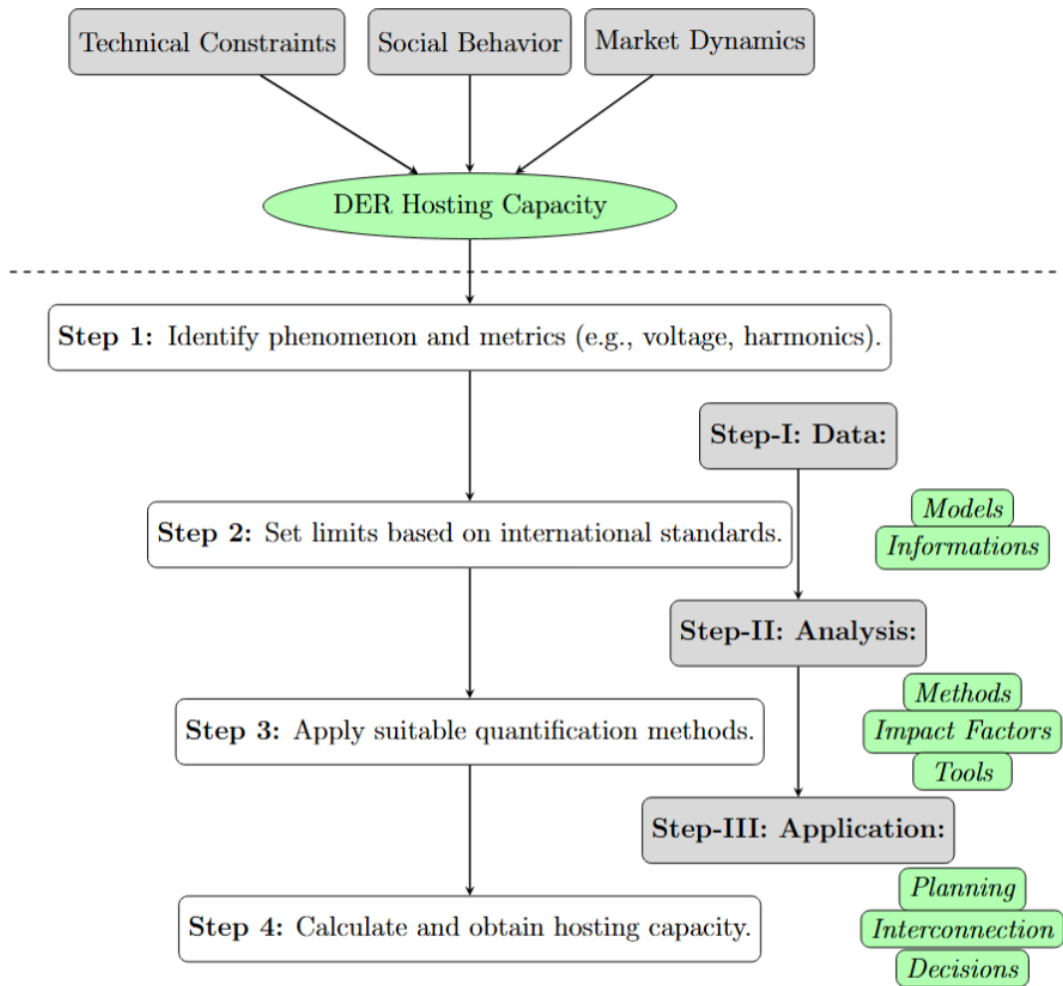 Technical Constraints
Social Behavior
Market Dynamics
DER Hosting Capacity
Step 1: Identify phenomenon and metrics (e.g., voltage, harmonics).
Step-I: Data:
Models
Informations
Step 2: Set limits based on international standards.
Step-II: Analysis:
Methods
Impact Factors
Tools
Step 3: Apply suitable quantification methods.
Step-III: Application:
Planning
Interconnection
Decisions
Step 4: Calculate and obtain hosting capacity.